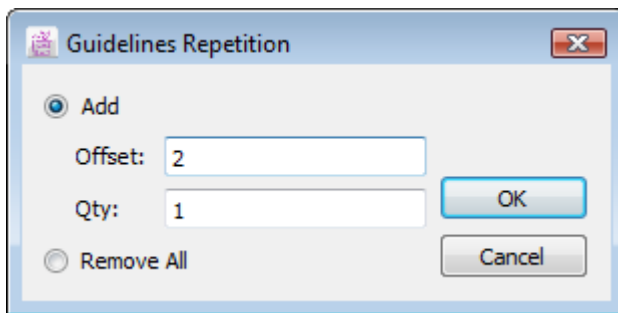 Guidelines Repetition
Add
Offset: 2
Qty: 1
OK
Remove All
Cancel